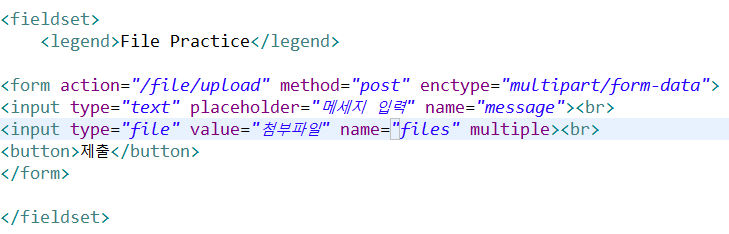 <fieldset>
<legend>File Practice</legend>
<form action="/file/upload" method="post" enctype="multipart/form-data">
<input type="text" placeholder="메세지 입력" name="message"><br>
<input type="file" value="첨부파일" name="files" multiple><br>
<button>제출</button>
</form>
</fieldset>